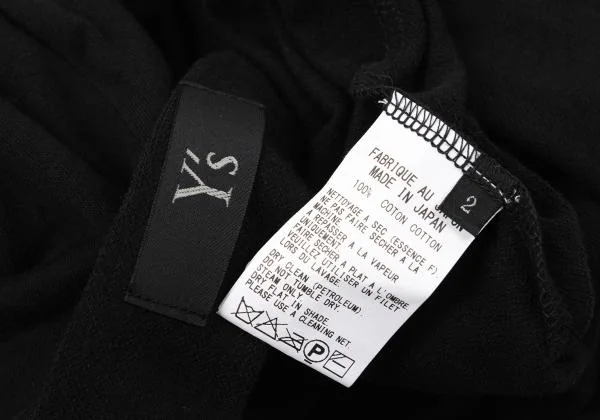 Y's
2
FABRIQUE AU JAPON
MADE IN JAPAN
100% COTON COTTON
NETTOYAGE A SEC (ESSENCE F).
NE PAS FAIRE SECHER A LA
MACHINE.
A REPASSER A LA VAPEUR
UNIQUEMENT.
FAIRE SECHER A PLAT A L'OMBRE
LORS DU LAVAGE.
VEUILLEZ UTILISER UN FILET
DRY CLEAN (PETROLEUM).
DO NOT TUMBLE DRY.
STEAM ONLY.
DRY FLAT IN SHADE.
PLEASE USE A CLEANING NET.
P